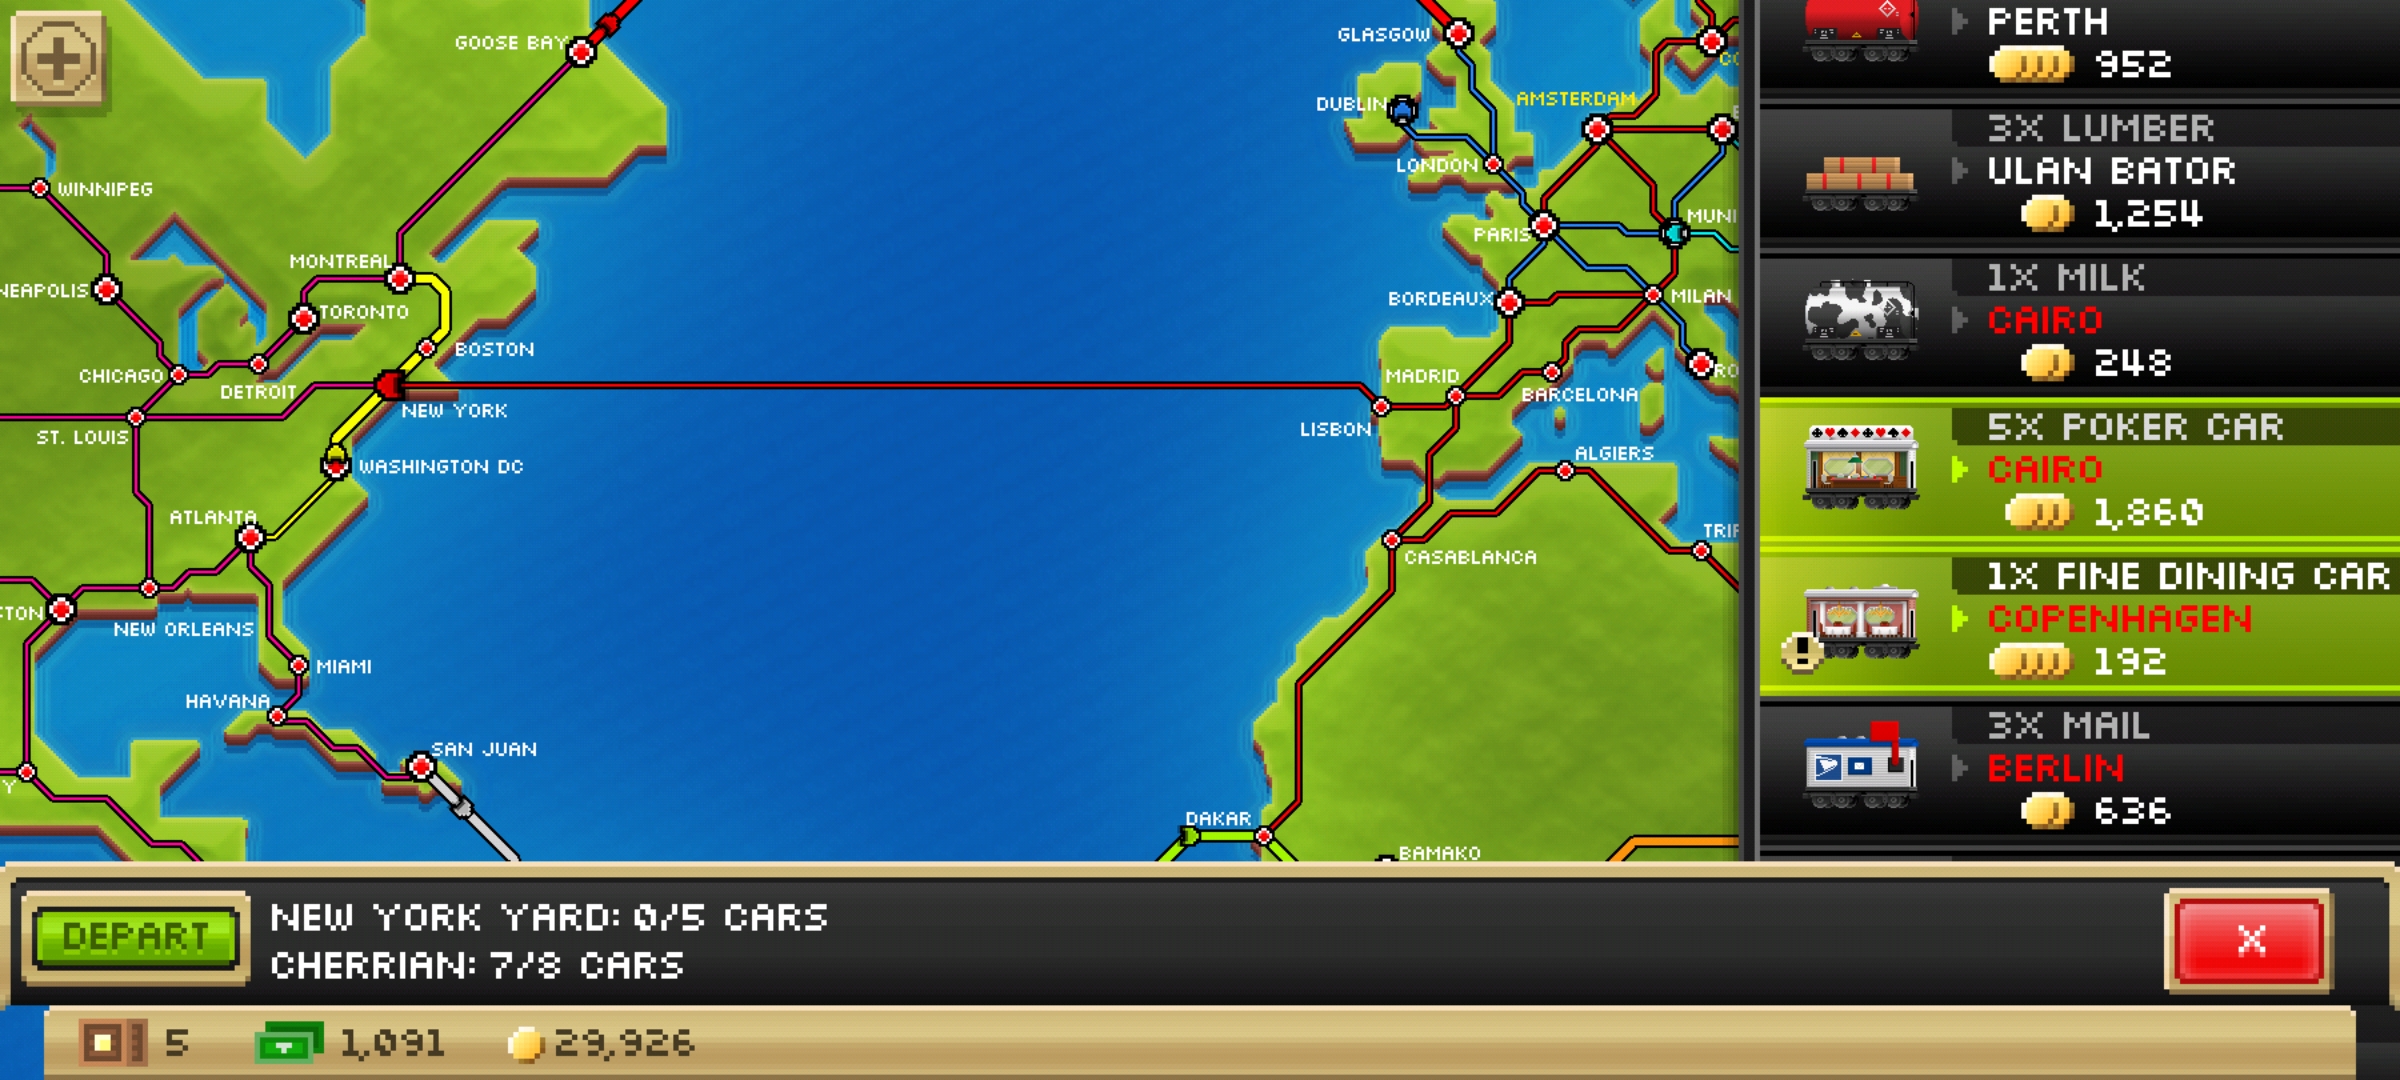 GOOSE BAY
WINNIPEG
MONTREAL
NEAPOLIS
TORONTO
BOSTON
CHICAGO
DETROIT
NEW YORK
ST. LOUIS
WASHINGTON DC
ATLANTA
TON
NEW ORLEANS
MIAMI
HAVANA
SAN JUAN
Y
GLASGOW
DUBLIN
AMSTERDAM
LONDON
PARIS
MUNI
BORDEAUX
MILAN
MADRID
RO
BARCELONA
LISBON
ALGIERS
TRIP
CASABLANCA
DAKAR
BAMAKO
CO
PERTH
952
3X LUMBER
ULAN BATOR
1,254
1X MILK
CAIRO
248
5X POKER CAR
CAIRO
1,860
1X FINE DINING CAR
COPENHAGEN
192
3X MAIL
BERLIN
636
DEPART
NEW YORK YARD: 0/5 CARS
CHERRIAN: 7/8 CARS
X
5
1,091
29,926